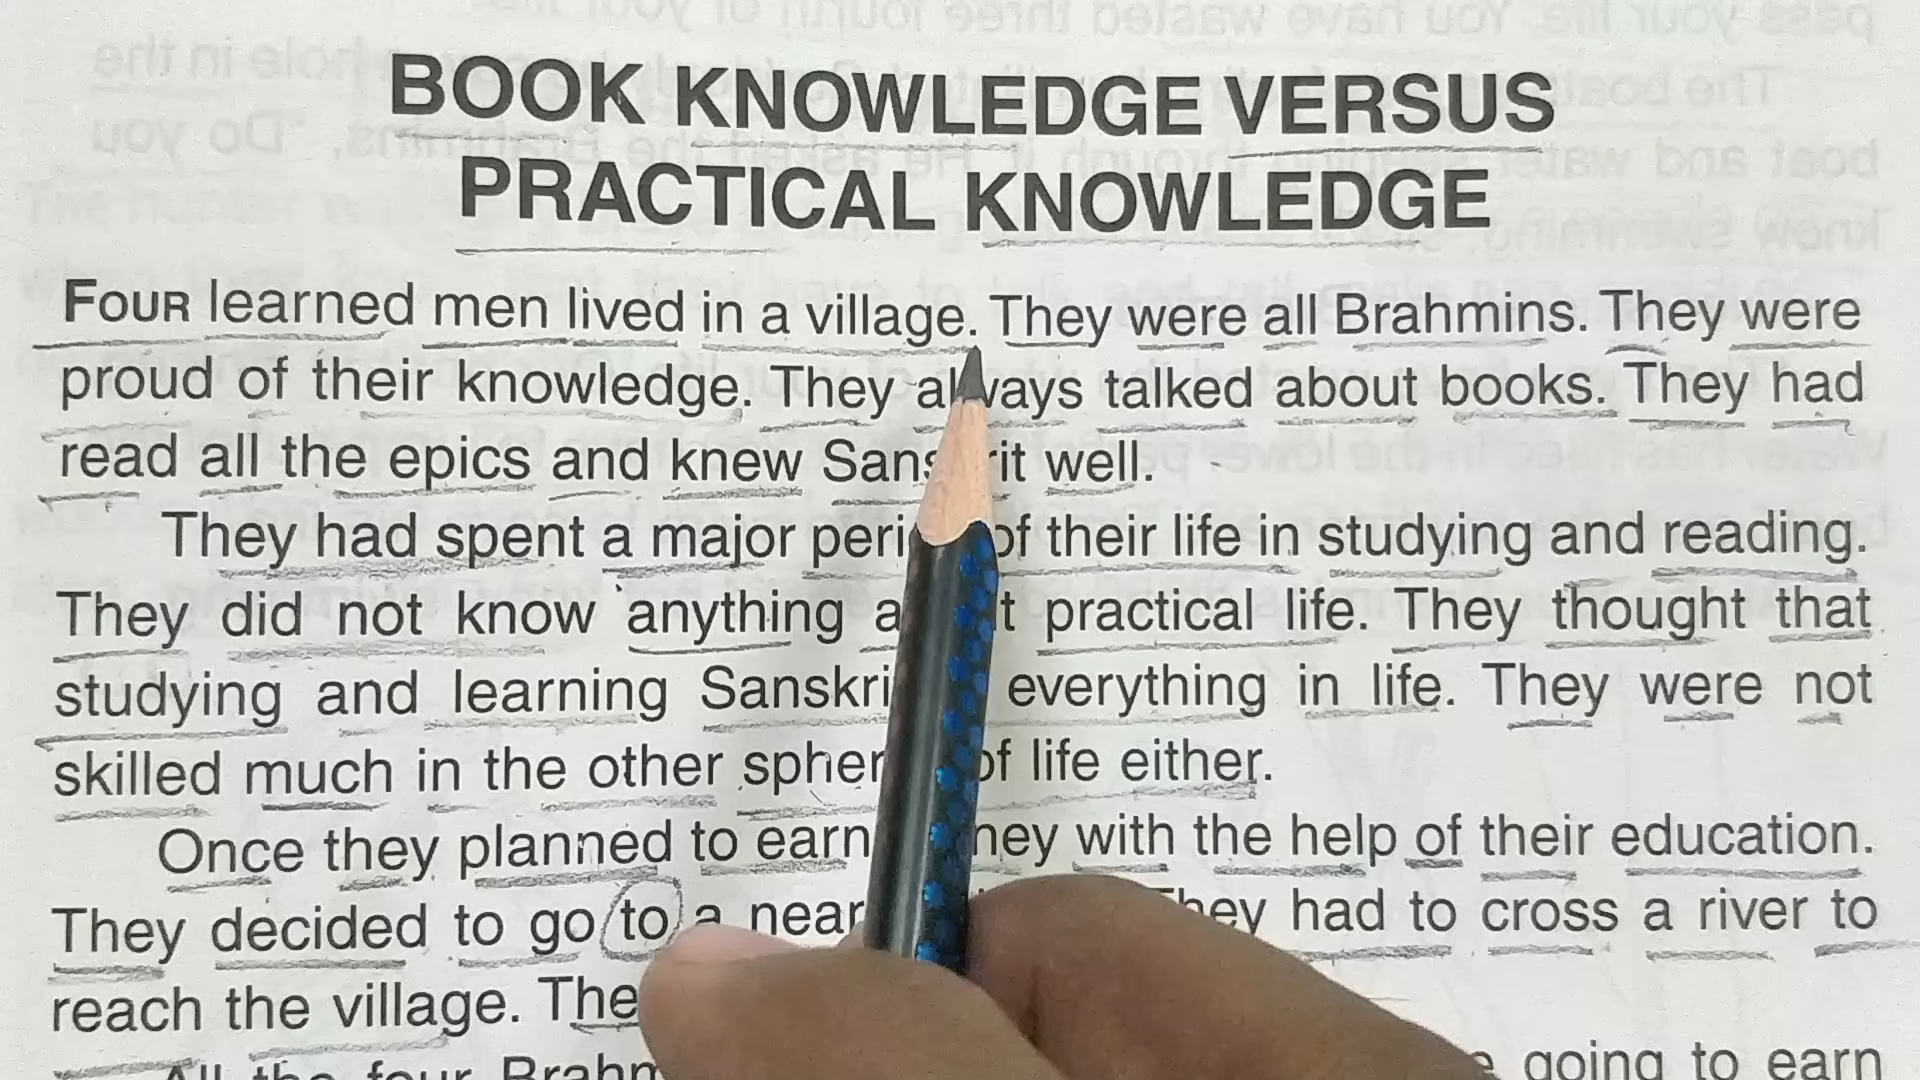 BOOK KNOWLEDGE VERSUS
PRACTICAL KNOWLEDGE
FOUR learned men lived in a village. They were all Brahmins. They were
proud of their knowledge. They always talked about books. They had
read all the epics and knew Sanskrit well.
They had spent a major period of their life in studying and reading.
They did not know anything about practical life. They thought that
studying and learning Sanskrit everything in life. They were not
skilled much in the other of life either.
Once they planned to earn money with the help of their education.
They decided to go to a They had to cross a river to
reach the village.
All the four going to earn